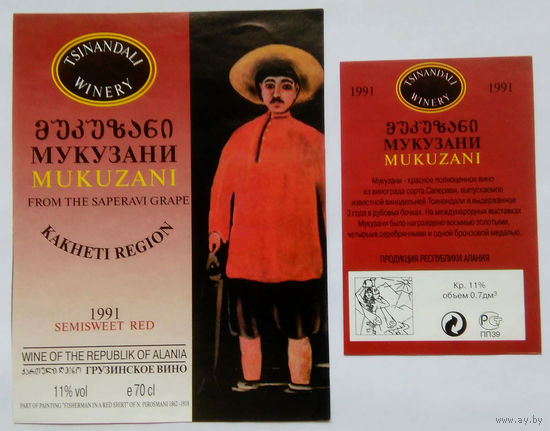 TSINANDALI
WINERY
მუკუზანი
МУКУЗАНИ
MUKUZANI
FROM THE SAPERAVI GRAPE
KAKHETI REGION
1991
SEMISWEET RED
WINE OF THE REPUBLIK OF ALANIA
ქართული ღვინო ГРУЗИНСКОЕ ВИНО
11% vol e 70 cl
PART OF PAINTING "FISHERMAN IN A RED SHIRT" OF N. PIROSMANI 1862-1918
1991 TSINANDALI 1991
WINERY
მუკუზანი
МУКУЗАНИ
MUKUZANI
Мукузани - красное полноценное вино
из винограда сорта Саперави, выпускаемое
известной винодельней Тсинандали и выдержанное
3 года в дубовых бочках. На международных выставках
Мукузани было награждено восьмью золотыми,
четырьмя серебрянными и одной бронзовой медалью.
ПРОДУКЦИЯ РЕСПУБЛИКИ АЛАНИЯ
Кр. 11%
объем 0.7дм³
ПП39
www.ay.by